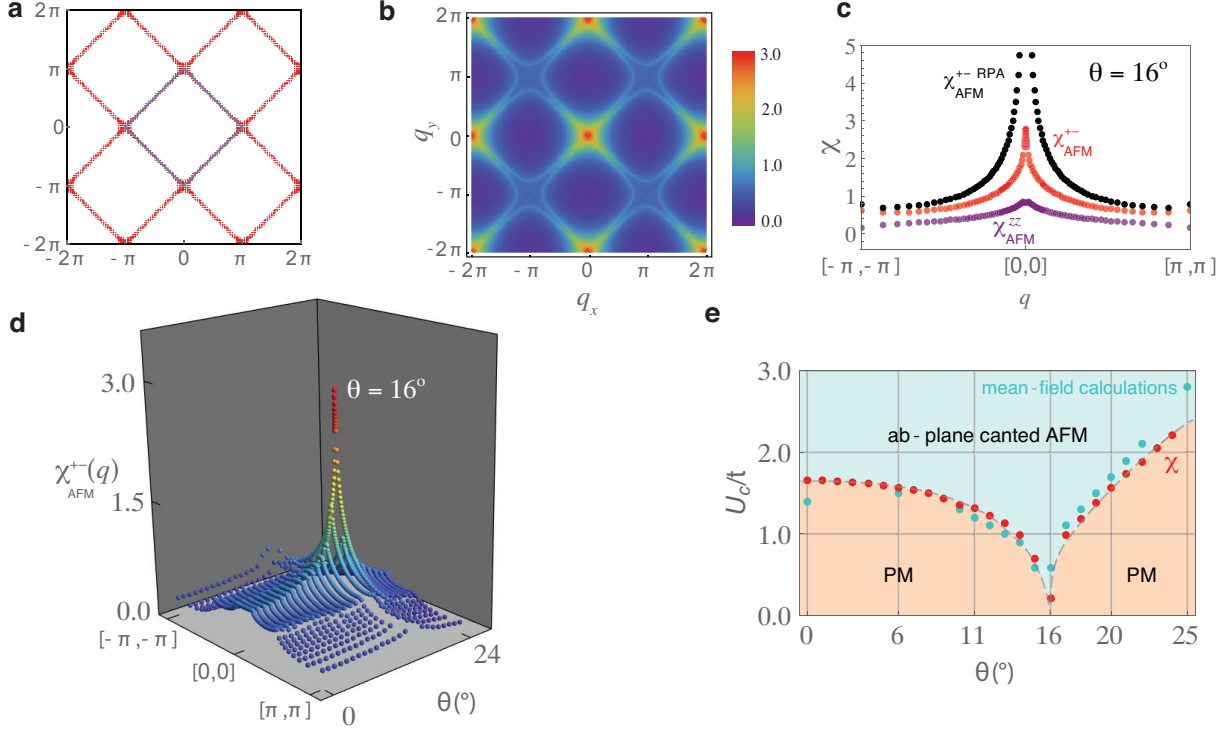 a
2π
π
0
- π
- 2π
- 2π
- π
0
π
2π
b
2π
π
0
- π
-2π
q_y
- 2π
- π
0
π
2π
q_x
3.0
2.0
1.0
0.0
c
5
4
3
2
1
0
χ
χ^{+- RPA}_{AFM}
θ = 16°
χ^{+-}_{AFM}
χ^{zz}_{AFM}
[- π ,- π ]
[0,0]
[π ,π ]
q
d
3.0
1.5
0.0
χ^{+-}_{AFM}(q)
θ = 16°
[- π ,- π ]
[0,0]
[π ,π ]
0
24
θ(°)
e
3.0
2.0
1.0
0.0
U_c/t
mean-field calculations
ab - plane canted AFM
χ
PM
PM
0
6
11
16
20
25
θ(°)